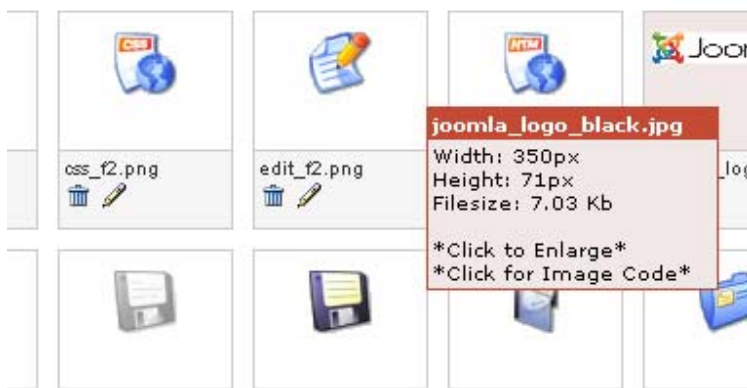 CSS
HTM
Joo
joomla_logo_black.jpg
Width: 350px
Height: 71px
Filesize: 7.03 Kb
*Click to Enlarge*
*Click for Image Code*
css_f2.png
edit_f2.png
_log